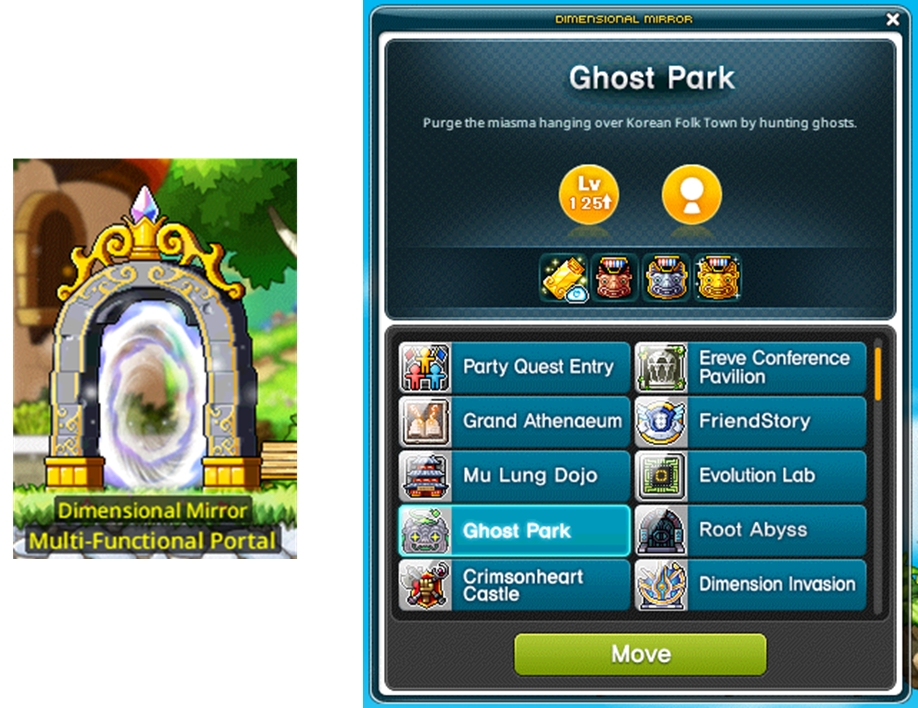 Dimensional Mirror
Multi-Functional Portal
DIMENSIONAL MIRROR
Ghost Park
Purge the miasma hanging over Korean Folk Town by hunting ghosts.
Lv
125
Party Quest Entry
Ereve Conference
Pavilion
Grand Athenaeum
FriendStory
Mu Lung Dojo
Evolution Lab
Ghost Park
Root Abyss
Crimsonheart
Castle
Dimension Invasion
Move